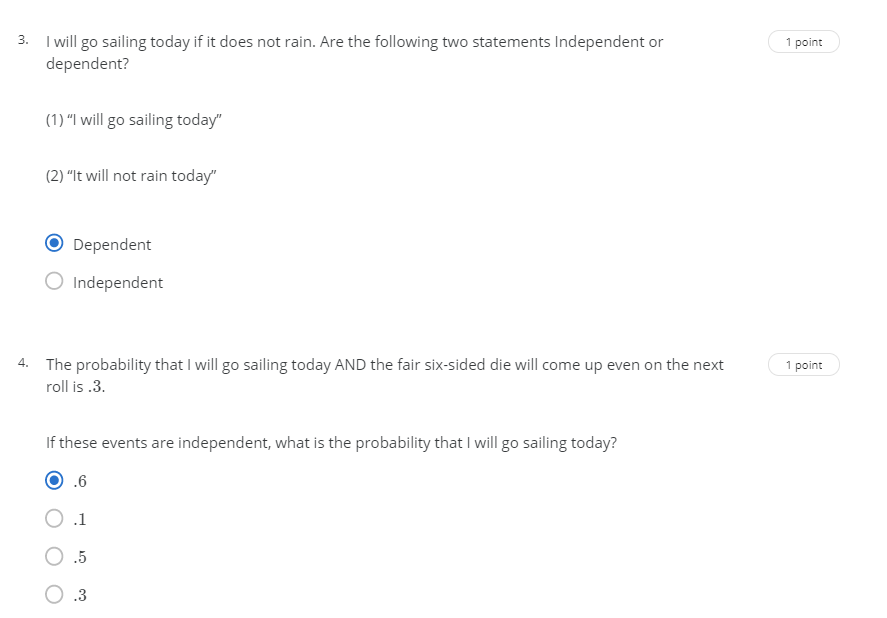 3. I will go sailing today if it does not rain. Are the following two statements Independent or 1 point
dependent?
(1) “I will go sailing today”
(2) “It will not rain today”
Dependent
Independent
4. The probability that I will go sailing today AND the fair six-sided die will come up even on the next 1 point
roll is .3.
If these events are independent, what is the probability that I will go sailing today?
.6
.1
.5
.3